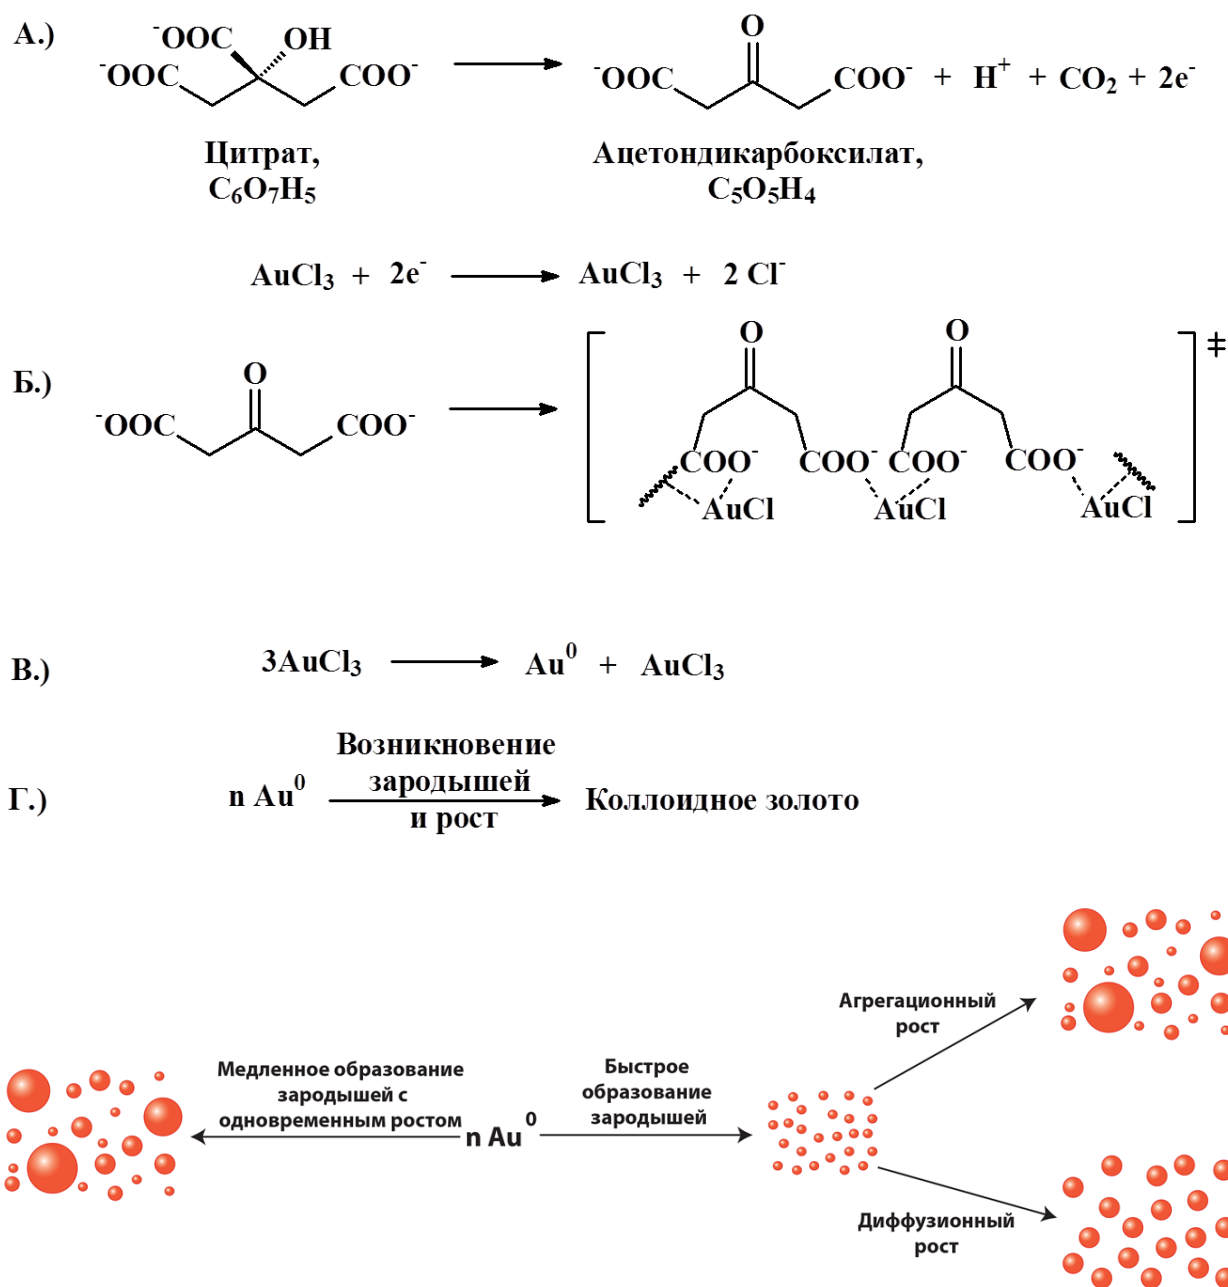 А.)
⁻OOC OH
⁻OOC COO⁻
Цитрат,
C₆O₇H₅
O
⁻OOC COO⁻ + H⁺ + CO₂ + 2e⁻
Ацетондикарбоксилат,
C₅O₅H₄
AuCl₃ + 2e⁻ AuCl₃ + 2 Cl⁻
Б.)
O
⁻OOC COO⁻
O O ‡
COO⁻ COO⁻ COO⁻ COO⁻
AuCl AuCl AuCl
В.)
3AuCl₃ Au⁰ + AuCl₃
Г.)
n Au⁰
Возникновение
зародышей
и рост
Коллоидное золото
Медленное образование
зародышей с
одновременным ростом
n Au⁰
Быстрое
образование
зародышей
Агрегационный
рост
Диффузионный
рост